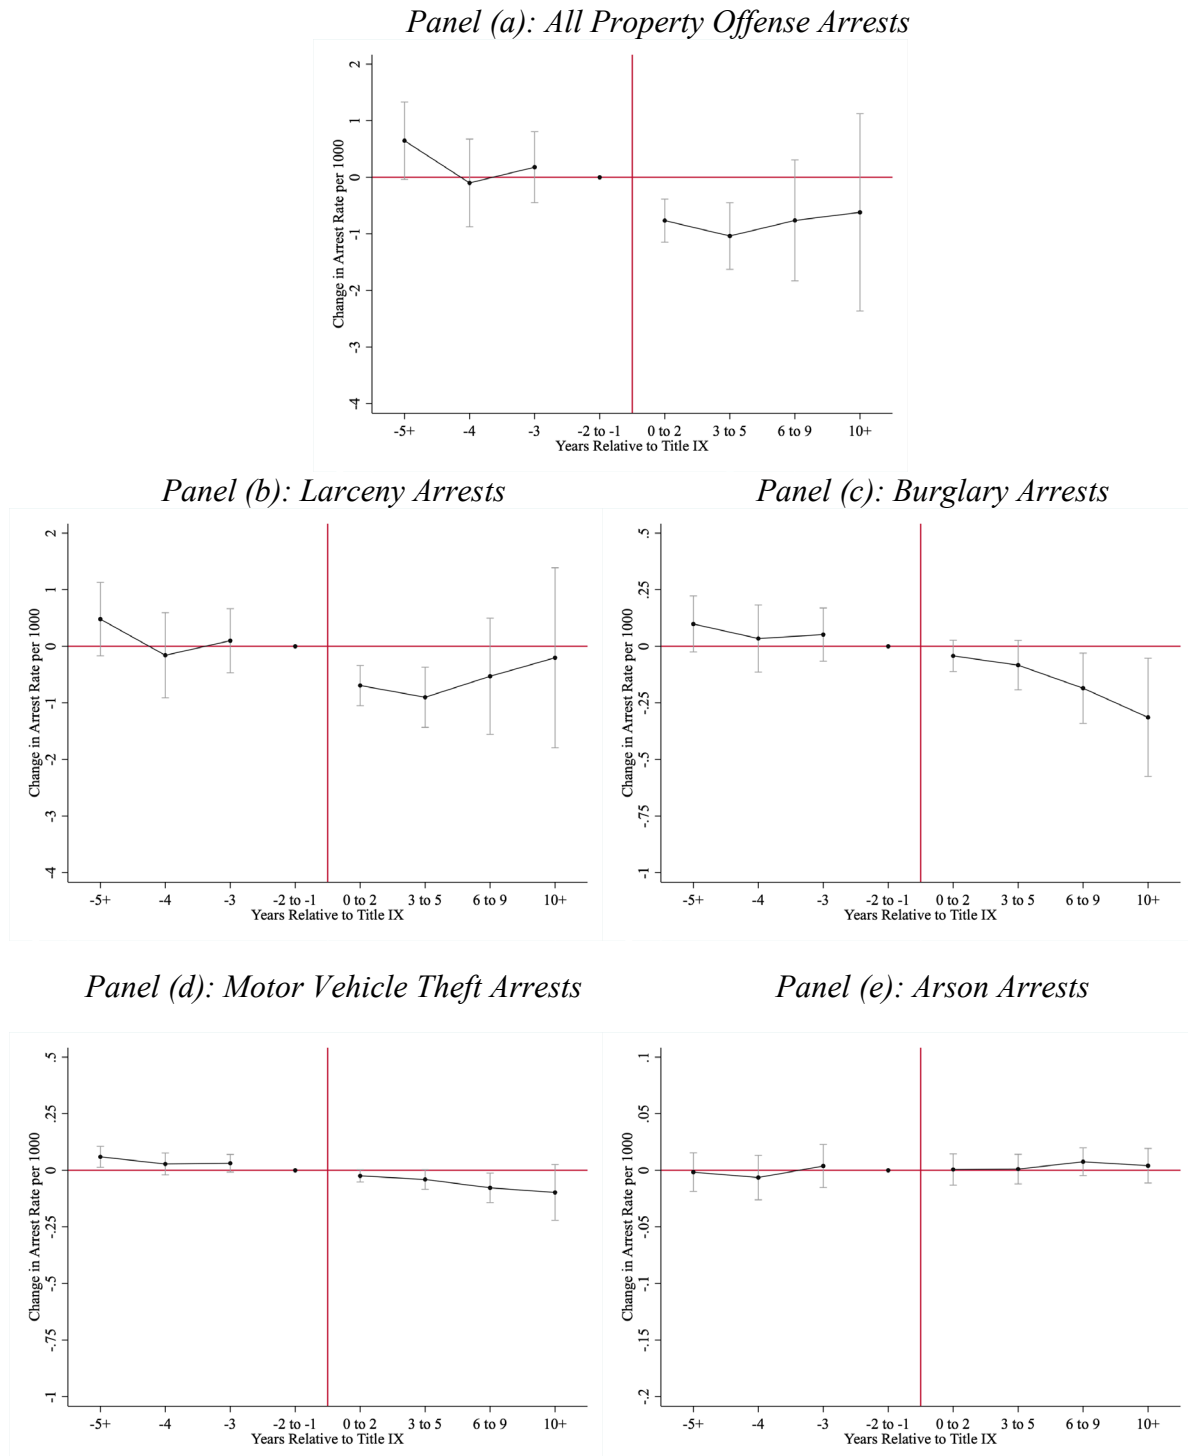 Panel (a): All Property Offense Arrests
Change in Arrest Rate per 1000
2
1
0
-1
-2
-3
-4
-5+ -4 -3 -2 to -1 0 to 2 3 to 5 6 to 9 10+
Years Relative to Title IX
Panel (b): Larceny Arrests
Change in Arrest Rate per 1000
2
1
0
-1
-2
-3
-4
-5+ -4 -3 -2 to -1 0 to 2 3 to 5 6 to 9 10+
Years Relative to Title IX
Panel (c): Burglary Arrests
Change in Arrest Rate per 1000
.5
.25
0
-.25
-.5
-.75
-1
-5+ -4 -3 -2 to -1 0 to 2 3 to 5 6 to 9 10+
Years Relative to Title IX
Panel (d): Motor Vehicle Theft Arrests
Change in Arrest Rate per 1000
.5
.25
0
-.25
-.5
-.75
-1
-5+ -4 -3 -2 to -1 0 to 2 3 to 5 6 to 9 10+
Years Relative to Title IX
Panel (e): Arson Arrests
Change in Arrest Rate per 1000
.1
.05
0
-.05
-.1
-.15
-.2
-5+ -4 -3 -2 to -1 0 to 2 3 to 5 6 to 9 10+
Years Relative to Title IX